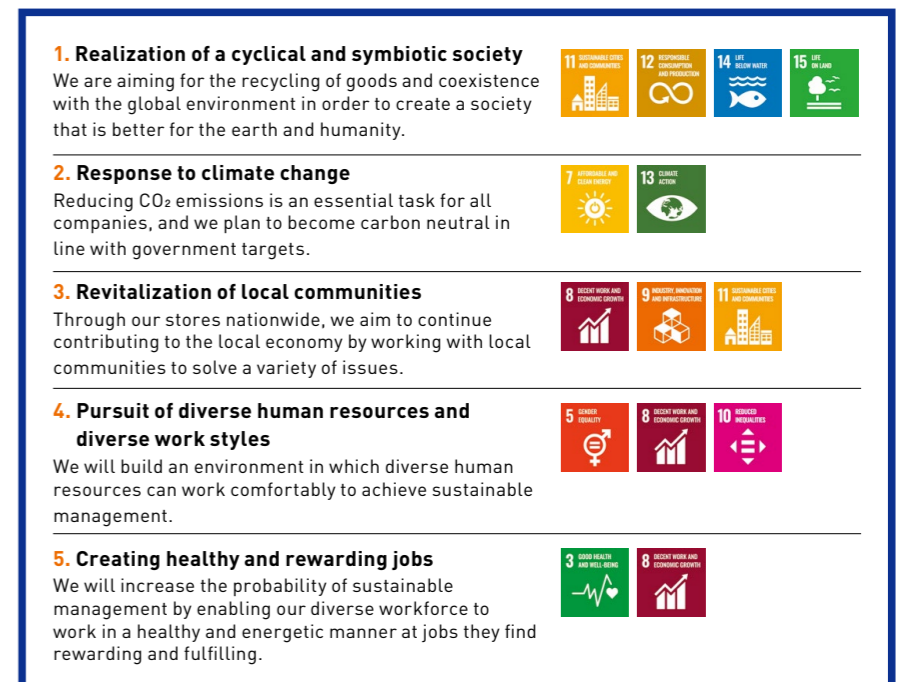 1. Realization of a cyclical and symbiotic society
We are aiming for the recycling of goods and coexistence
with the global environment in order to create a society
that is better for the earth and humanity.
11 SUSTAINABLE CITIES
AND COMMUNITIES
12 RESPONSIBLE
CONSUMPTION
AND PRODUCTION
14 LIFE
BELOW WATER
15 LIFE
ON LAND
2. Response to climate change
Reducing CO₂ emissions is an essential task for all
companies, and we plan to become carbon neutral in
line with government targets.
7 AFFORDABLE AND
CLEAN ENERGY
13 CLIMATE
ACTION
3. Revitalization of local communities
Through our stores nationwide, we aim to continue
contributing to the local economy by working with local
communities to solve a variety of issues.
8 DECENT WORK AND
ECONOMIC GROWTH
9 INDUSTRY, INNOVATION
AND INFRASTRUCTURE
11 SUSTAINABLE CITIES
AND COMMUNITIES
4. Pursuit of diverse human resources and
diverse work styles
We will build an environment in which diverse human
resources can work comfortably to achieve sustainable
management.
5 GENDER
EQUALITY
8 DECENT WORK AND
ECONOMIC GROWTH
10 REDUCED
INEQUALITIES
5. Creating healthy and rewarding jobs
We will increase the probability of sustainable
management by enabling our diverse workforce to
work in a healthy and energetic manner at jobs they find
rewarding and fulfilling.
3 GOOD HEALTH
AND WELL-BEING
8 DECENT WORK AND
ECONOMIC GROWTH